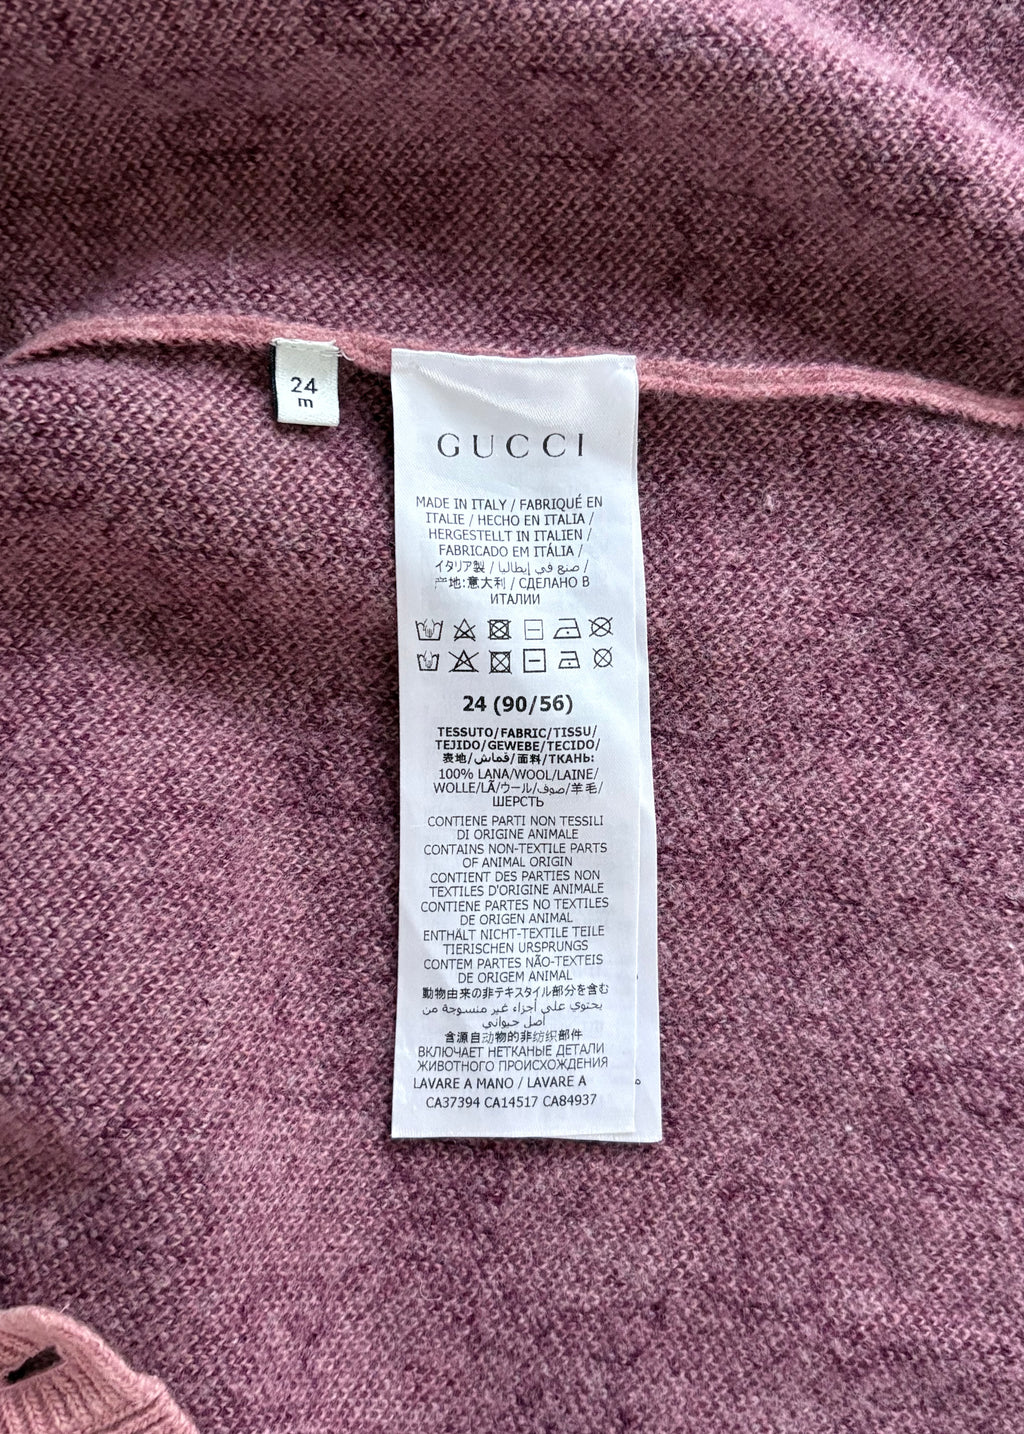 24
m
GUCCI
MADE IN ITALY / FABRIQUÉ EN
ITALIE / HECHO EN ITALIA /
HERGESTELLT IN ITALIEN /
FABRICADO EM ITÁLIA /
イタリア製 / صنع في إيطاليا /
产地:意大利 / СДЕЛАНО В
ИТАЛИИ
24 (90/56)
TESSUTO/FABRIC/TISSU/
TEJIDO/GEWEBE/TECIDO/
表地/قماش/面料/ТКАНЬ:
100% LANA/WOOL/LAINE/
WOLLE/LÃ/ウール/صوف/羊毛/
ШЕРСТЬ
CONTIENE PARTI NON TESSILI
DI ORIGINE ANIMALE
CONTAINS NON-TEXTILE PARTS
OF ANIMAL ORIGIN
CONTIENT DES PARTIES NON
TEXTILES D'ORIGINE ANIMALE
CONTIENE PARTES NO TEXTILES
DE ORIGEN ANIMAL
ENTHÄLT NICHT-TEXTILE TEILE
TIERISCHEN URSPRUNGS
CONTEM PARTES NÃO-TEXTEIS
DE ORIGEM ANIMAL
動物由来の非テキスタイル部分を含む
يحتوي على أجزاء غير منسوجة من
أصل حيواني
含源自动物的非纺织部件
ВКЛЮЧАЕТ НЕТКАНЫЕ ДЕТАЛИ
ЖИВОТНОГО ПРОИСХОЖДЕНИЯ
LAVARE A MANO / LAVARE A
CA37394 CA14517 CA84937